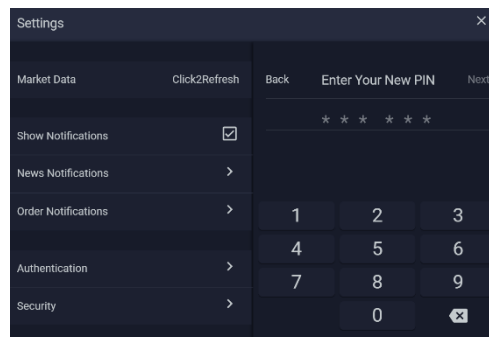 Settings
Market Data Click2Refresh
Show Notifications
News Notifications
Order Notifications
Authentication
Security
Back Enter Your New PIN Next
* * * * * *
1 2 3
4 5 6
7 8 9
0